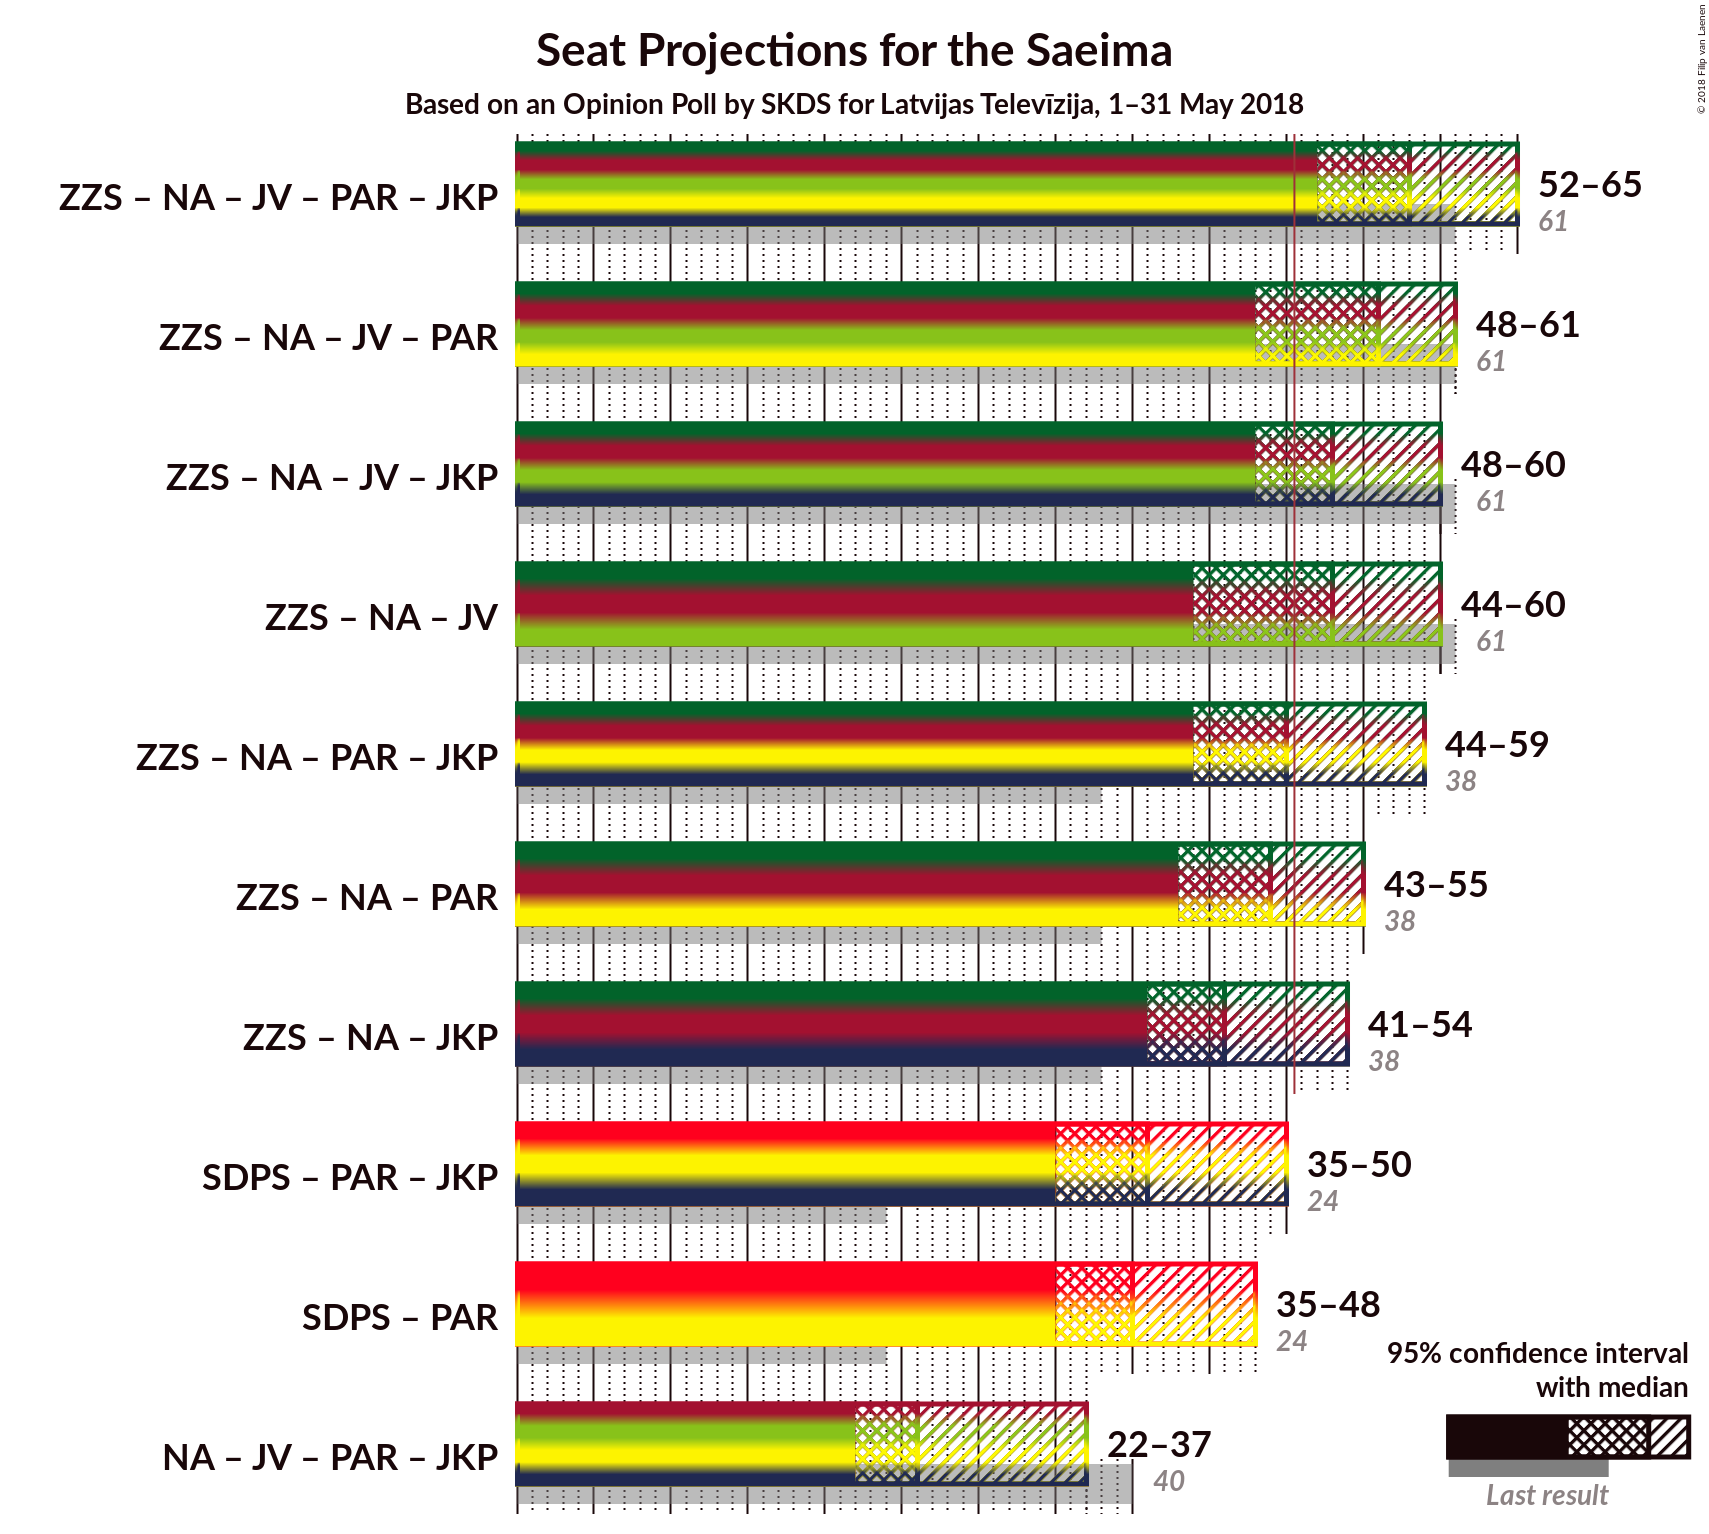 Seat Projections for the Saeima
Based on an Opinion Poll by SKDS for Latvijas Televīzija, 1–31 May 2018
© 2018 Filip van Laenen
ZZS – NA – JV – PAR – JKP
52–65
61
ZZS – NA – JV – PAR
48–61
61
ZZS – NA – JV – JKP
48–60
61
ZZS – NA – JV
44–60
61
ZZS – NA – PAR – JKP
44–59
38
ZZS – NA – PAR
43–55
38
ZZS – NA – JKP
41–54
38
SDPS – PAR – JKP
35–50
24
SDPS – PAR
35–48
24
NA – JV – PAR – JKP
22–37
40
95% confidence interval
with median
Last result